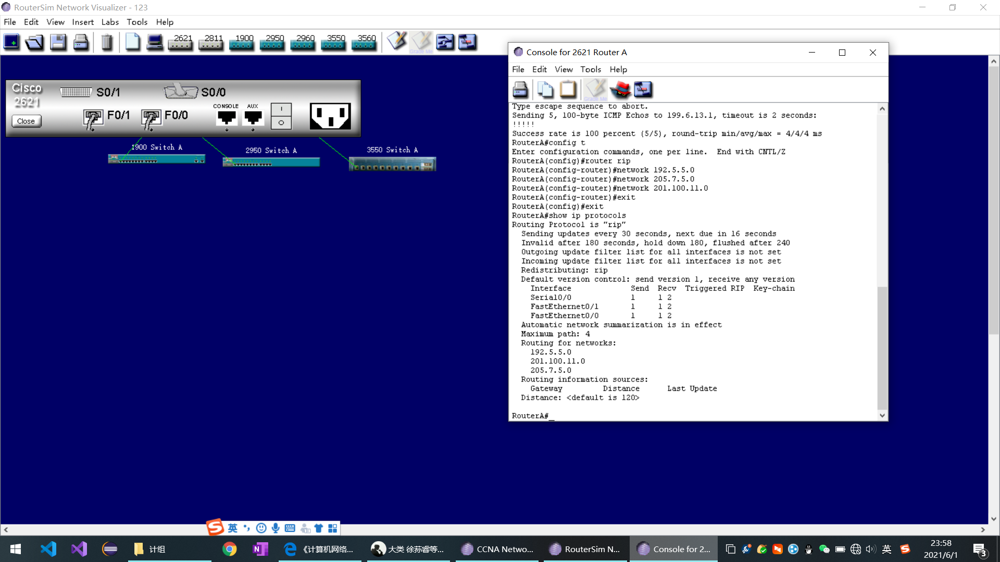 RouterSim Network Visualizer - 123
File Edit View Insert Labs Tools Help
2621 2811 1900 2950 2960 3550 3560
Grade Me
Cisco
2621
S0/1
S0/0
F0/1
F0/0
CONSOLE AUX
Close
1900 Switch A
2950 Switch A
3550 Switch A
Console for 2621 Router A
File Edit View Tools Help
Grade Me
Type escape sequence to abort.
Sending 5, 100-byte ICMP Echos to 199.6.13.1, timeout is 2 seconds:
!!!!!
Success rate is 100 percent (5/5), round-trip min/avg/max = 4/4/4 ms
RouterA#config t
Enter configuration commands, one per line.  End with CNTL/Z
RouterA(config)#router rip
RouterA(config-router)#network 192.5.5.0
RouterA(config-router)#network 205.7.5.0
RouterA(config-router)#network 201.100.11.0
RouterA(config-router)#exit
RouterA(config)#exit
RouterA#show ip protocols
Routing Protocol is "rip"
Sending updates every 30 seconds, next due in 16 seconds
Invalid after 180 seconds, hold down 180, flushed after 240
Outgoing update filter list for all interfaces is not set
Incoming update filter list for all interfaces is not set
Redistributing: rip
Default version control: send version 1, receive any version
Interface Send Recv Triggered RIP Key-chain
Serial0/0 1 1 2
FastEthernet0/1 1 1 2
FastEthernet0/0 1 1 2
Automatic network summarization is in effect
Maximum path: 4
Routing for networks:
192.5.5.0
201.100.11.0
205.7.5.0
Routing information sources:
Gateway Distance Last Update
Distance: <default is 120>
RouterA#_
英
计组
《计算机网络...
大类 徐荪睿等...
CCNA Netwo...
RouterSim N...
Console for 2...
英
23:58
2021/6/1
3